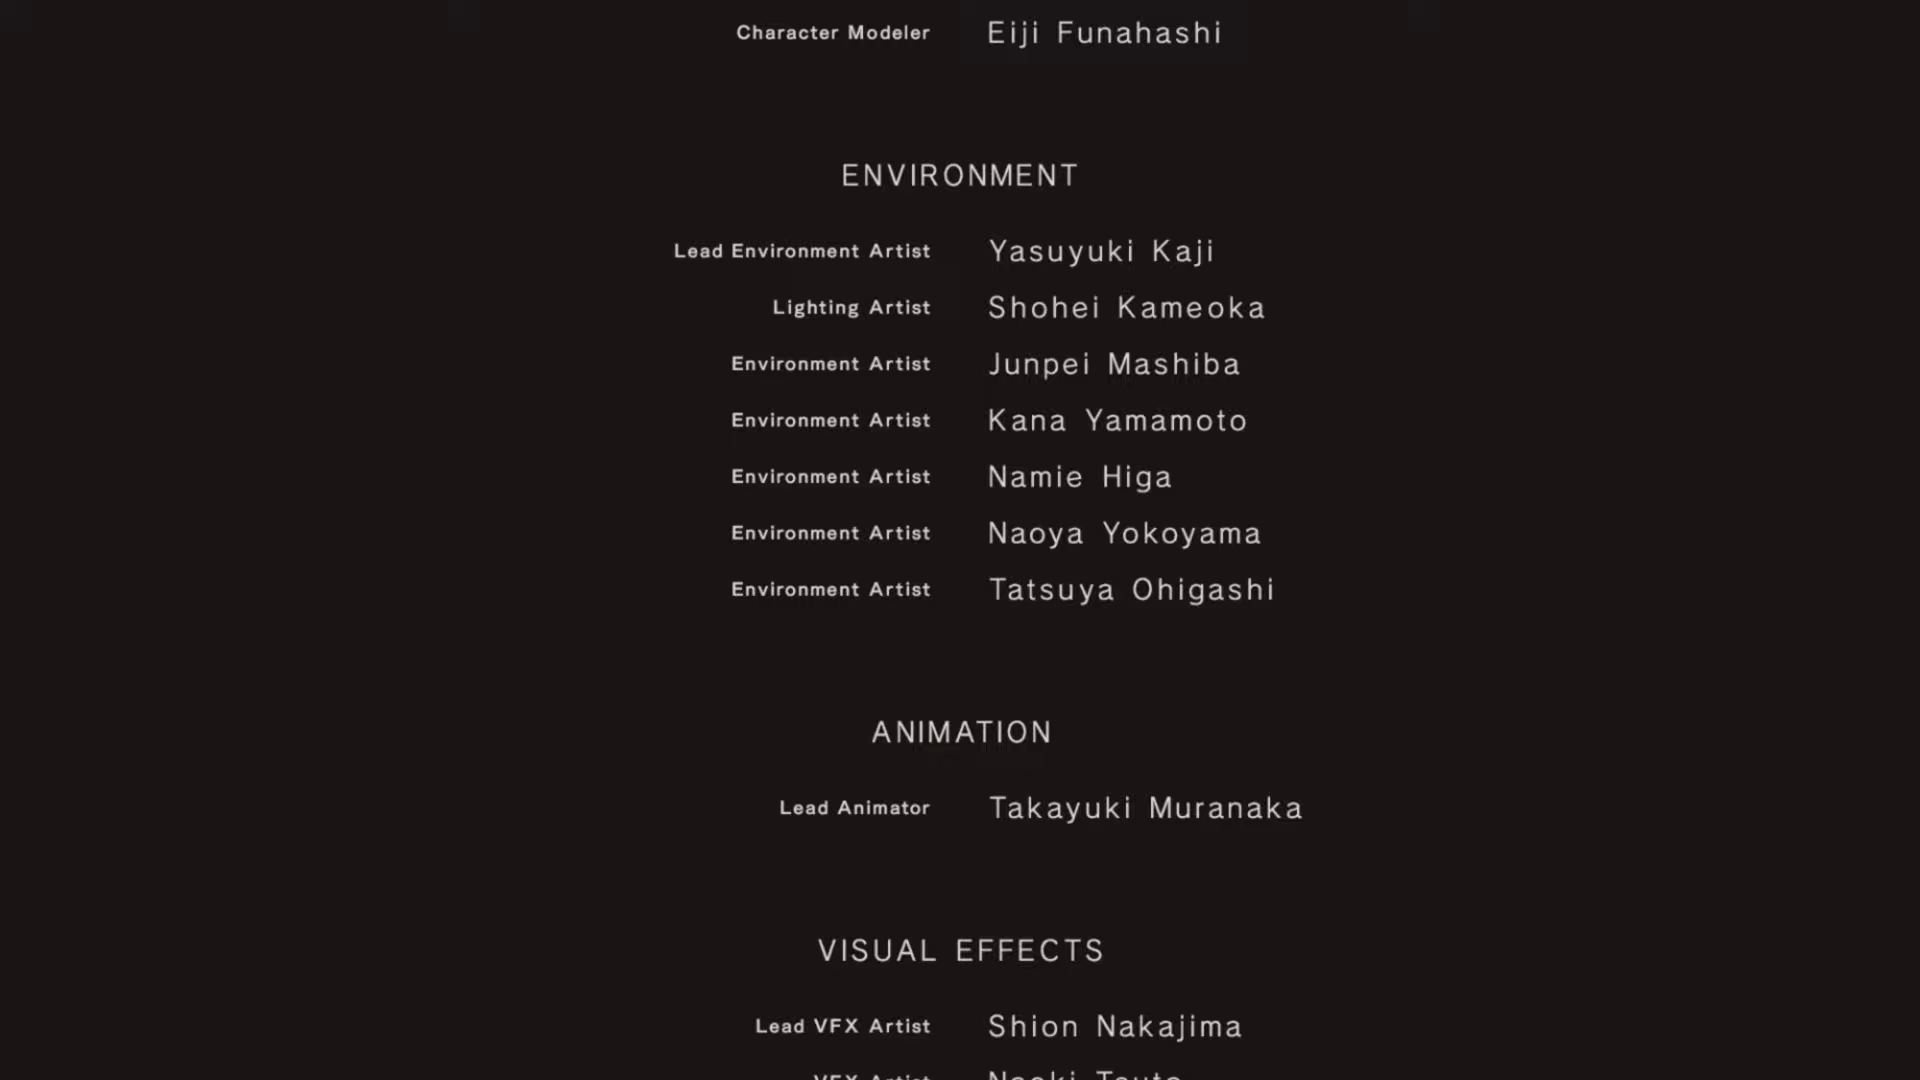 Character Modeler Eiji Funahashi
ENVIRONMENT
Lead Environment Artist Yasuyuki Kaji
Lighting Artist Shohei Kameoka
Environment Artist Junpei Mashiba
Environment Artist Kana Yamamoto
Environment Artist Namie Higa
Environment Artist Naoya Yokoyama
Environment Artist Tatsuya Ohigashi
ANIMATION
Lead Animator Takayuki Muranaka
VISUAL EFFECTS
Lead VFX Artist Shion Nakajima
VFX Artist